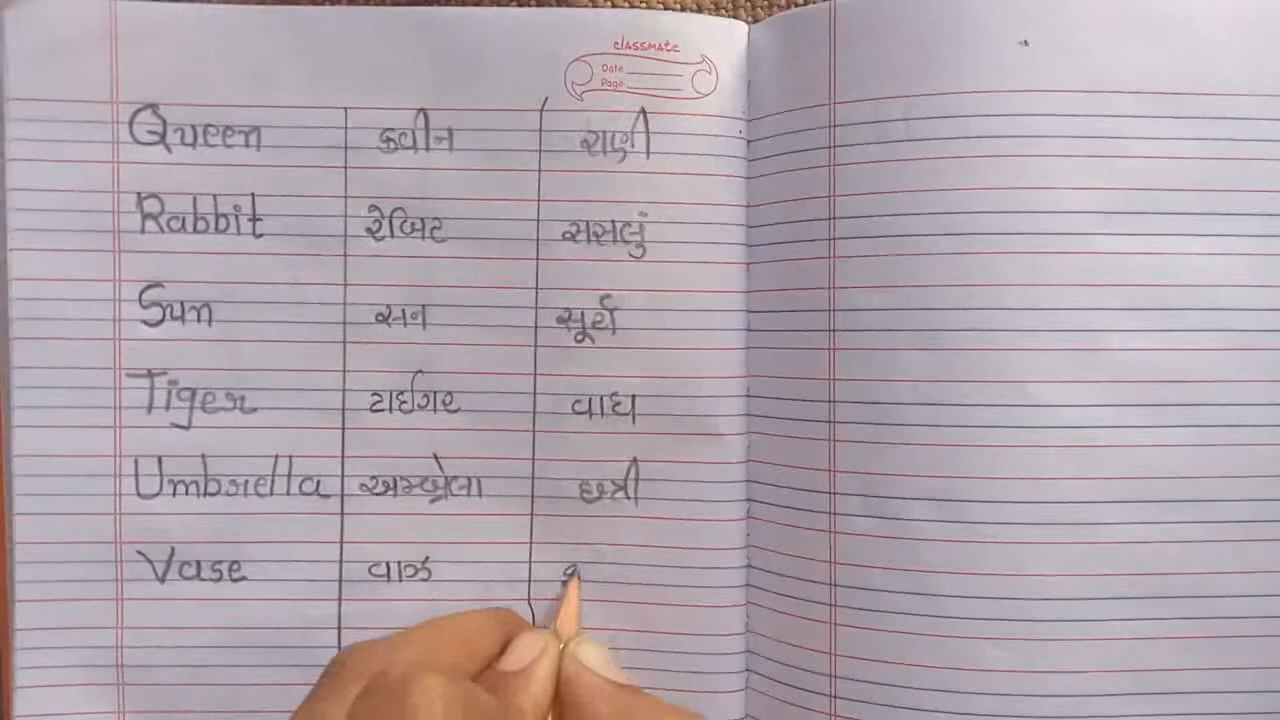 classmate
Date
Page
Queen ક્વીન રાણી
Rabbit રેબિટ સસલું
Sun સન સૂર્ય
Tiger ટાઈગર વાઘ
Umbrella અમ્બ્રેલા છત્રી
Vase વાઝ